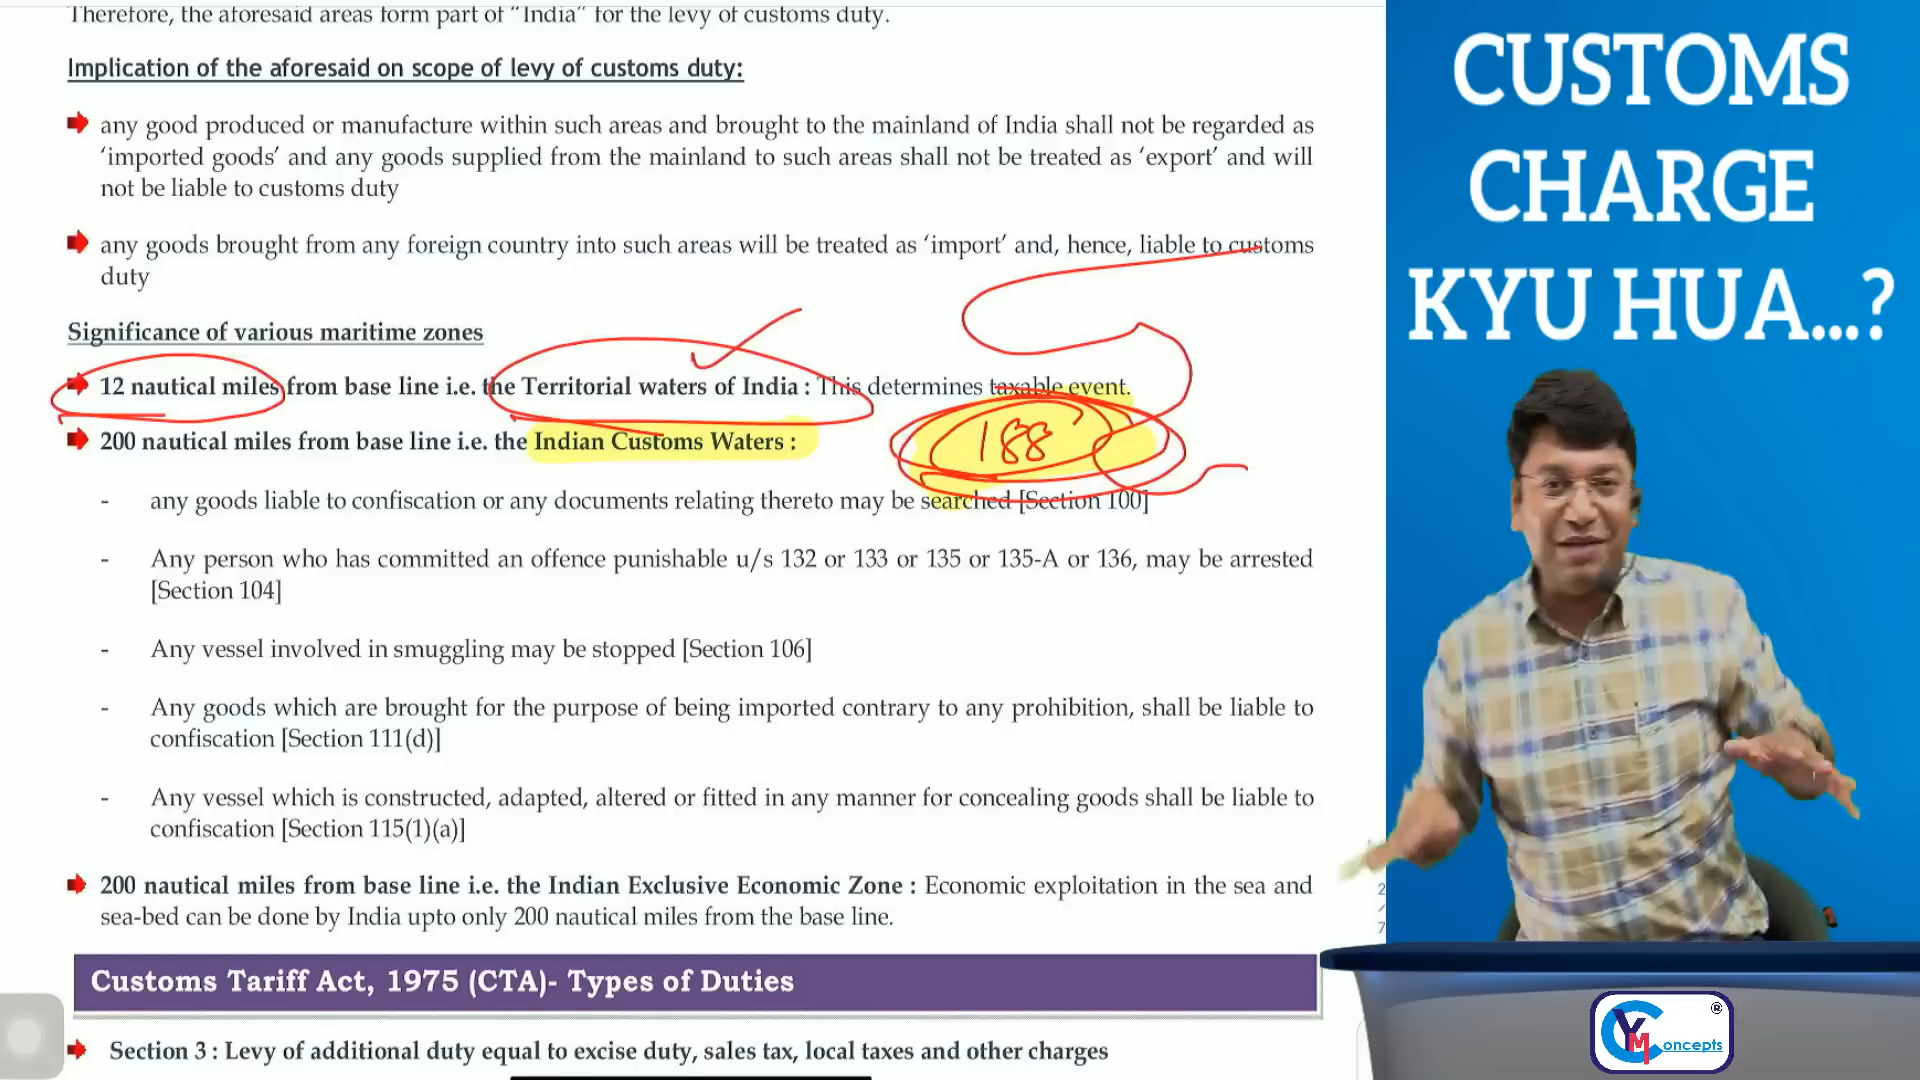 Therefore, the aforesaid areas form part of "India" for the levy of customs duty.
Implication of the aforesaid on scope of levy of customs duty:
any good produced or manufacture within such areas and brought to the mainland of India shall not be regarded as
‘imported goods’ and any goods supplied from the mainland to such areas shall not be treated as ‘export’ and will
not be liable to customs duty
any goods brought from any foreign country into such areas will be treated as ‘import’ and, hence, liable to customs
duty
Significance of various maritime zones
12 nautical miles from base line i.e. the Territorial waters of India : This determines taxable event.
200 nautical miles from base line i.e. the Indian Customs Waters :
188
- any goods liable to confiscation or any documents relating thereto may be searched [Section 100]
- Any person who has committed an offence punishable u/s 132 or 133 or 135 or 135-A or 136, may be arrested
[Section 104]
- Any vessel involved in smuggling may be stopped [Section 106]
- Any goods which are brought for the purpose of being imported contrary to any prohibition, shall be liable to
confiscation [Section 111(d)]
- Any vessel which is constructed, adapted, altered or fitted in any manner for concealing goods shall be liable to
confiscation [Section 115(1)(a)]
200 nautical miles from base line i.e. the Indian Exclusive Economic Zone : Economic exploitation in the sea and
sea-bed can be done by India upto only 200 nautical miles from the base line.
2
/
7
Customs Tariff Act, 1975 (CTA)- Types of Duties
Section 3 : Levy of additional duty equal to excise duty, sales tax, local taxes and other charges
CUSTOMS
CHARGE
KYU HUA...?
YM Concepts ®